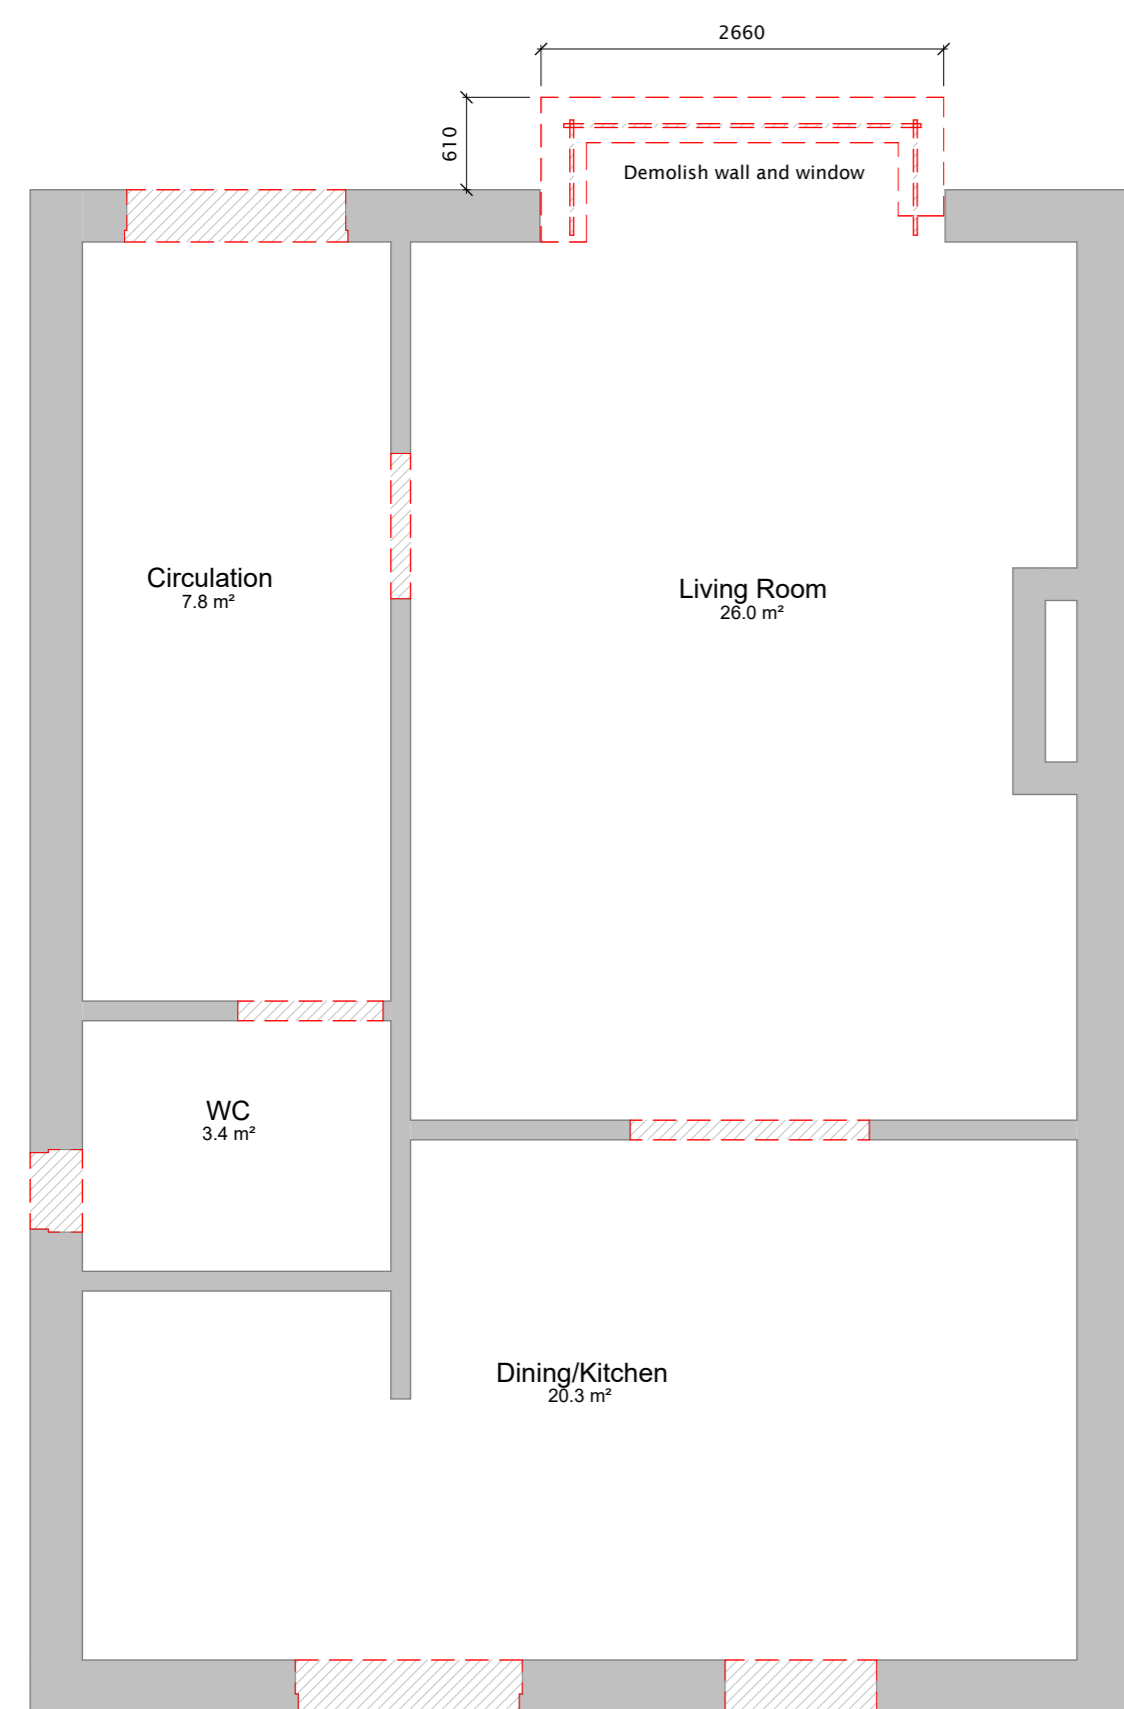 2660
610
Demolish wall and window
Circulation
7.8 m²
Living Room
26.0 m²
WC
3.4 m²
Dining/Kitchen
20.3 m²